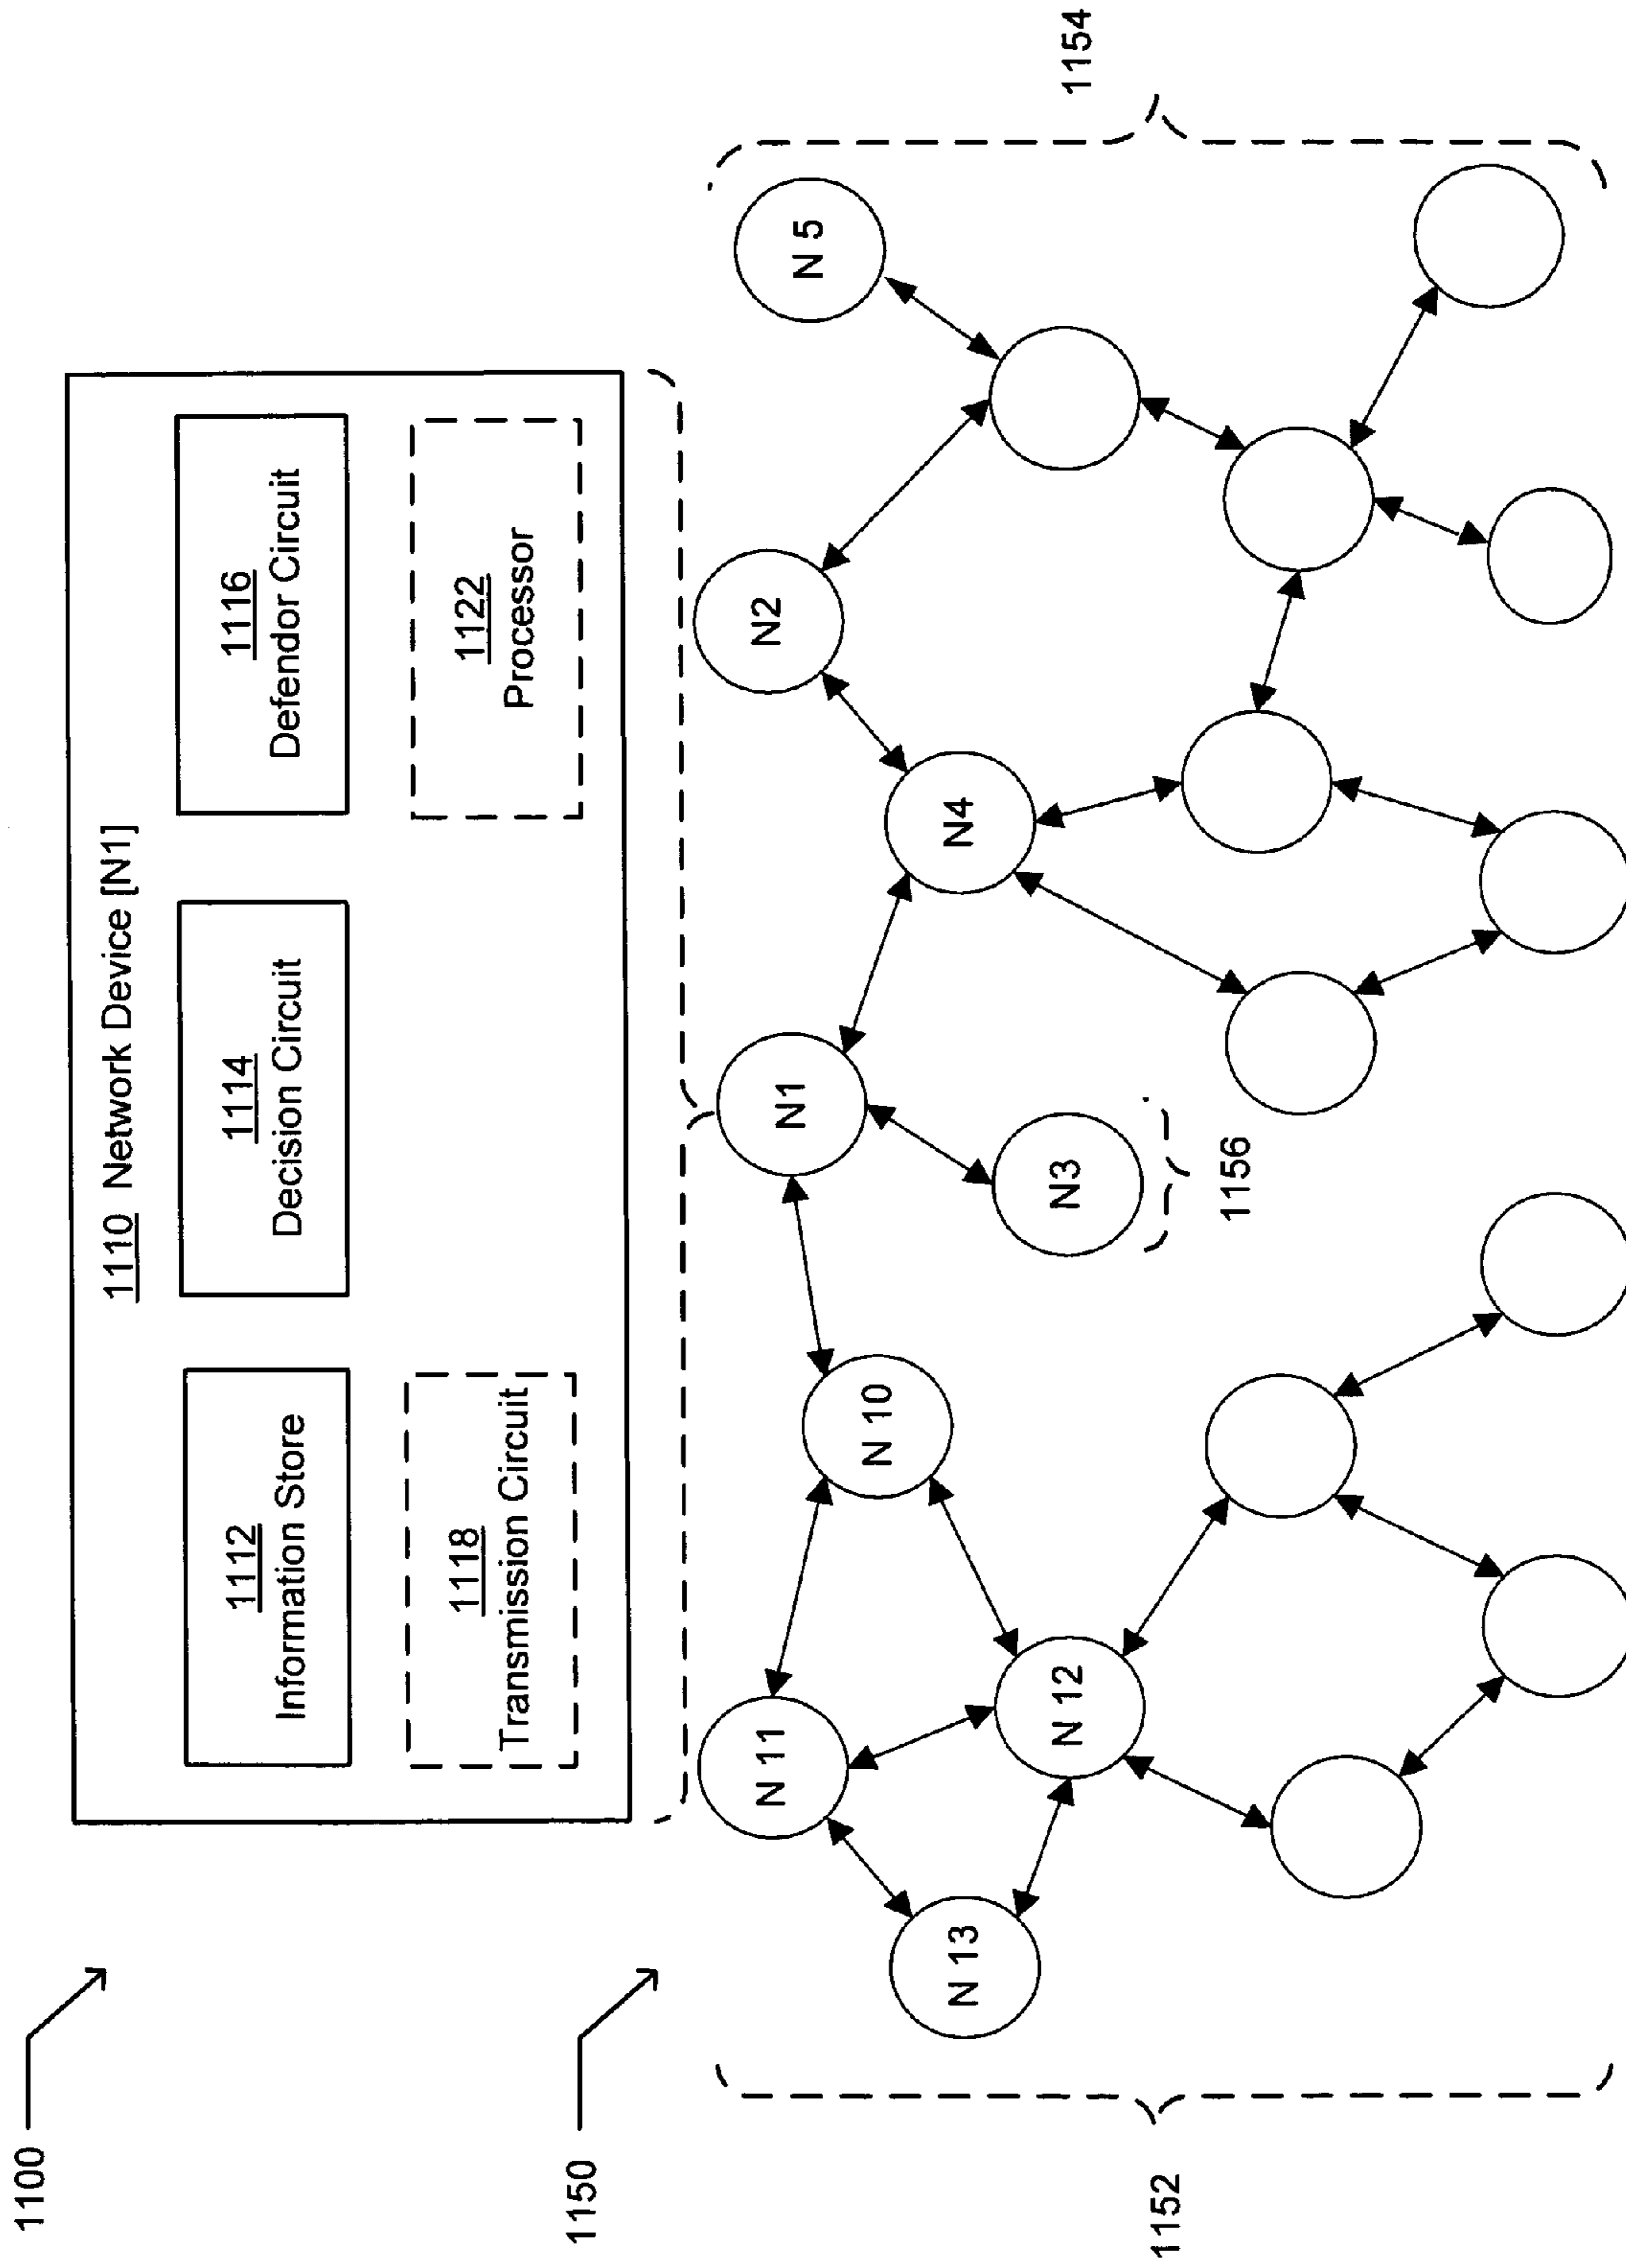 1100
1110 Network Device [N1]
1112
Information Store
1114
Decision Circuit
1116
Defendor Circuit
1118
Transmission Circuit
1122
Processor
1150
N 11
N 13
N 12
N 10
N1
N3
N4
N2
N 5
1152
1156
1154